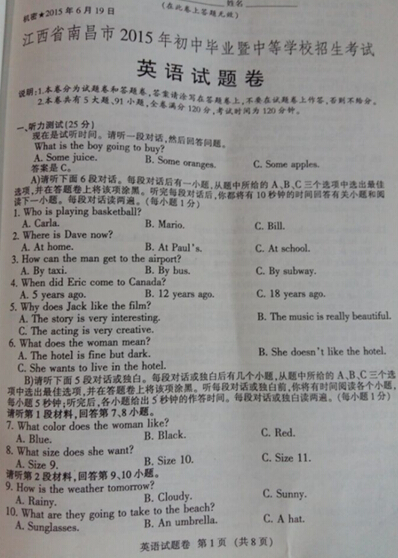 姓名
机密★2015年6月19日
(在此卷上答题无效)
江西省南昌市2015年初中毕业暨中等学校招生考试
英语试题卷
说明:1.本卷分为试题卷和答题卷,答案请涂写在答题卷上,不要在试题卷上作答,否则不给分。
2.本卷共有5大题,91小题,全卷满分120分,考试时间为120分钟。
一、听力测试(25分)
现在是试听时间。请听一段对话,然后回答问题。
What is the boy going to buy?
A. Some juice. B. Some oranges. C. Some apples.
答案是C。
A)请听下面6段对话。每段对话后有一小题,从题中所给的A、B、C三个选项中选出最佳
选项,并在答题卷上将该项涂黑。听完每段对话后,你都将有10秒钟的时间回答有关小题和阅
读下一小题。每段对话读两遍。(每小题1分)
1. Who is playing basketball?
A. Carla. B. Mario. C. Bill.
2. Where is Dave now?
A. At home. B. At Paul's. C. At school.
3. How can the man get to the airport?
A. By taxi. B. By bus. C. By subway.
4. When did Eric come to Canada?
A. 5 years ago. B. 12 years ago. C. 18 years ago.
5. Why does Jack like the film?
A. The story is very interesting. B. The music is really beautiful.
C. The acting is very creative.
6. What does the woman mean?
A. The hotel is fine but dark. B. She doesn't like the hotel.
C. She wants to live in the hotel.
B)请听下面5段对话或独白。每段对话或独白后有几个小题,从题中所给的A、B、C三个选
项中选出最佳选项,并在答题卷上将该项涂黑。听每段对话或独白前,你将有时间阅读各个小题,
每小题5秒钟;听完后,各小题给出5秒钟的作答时间。每段对话或独白读两遍。(每小题1分)
请听第1段材料,回答第7、8小题。
7. What color does the woman like?
A. Blue. B. Black. C. Red.
8. What size does she want?
A. Size 9. B. Size 10. C. Size 11.
请听第2段材料,回答第9、10小题。
9. How is the weather tomorrow?
A. Rainy. B. Cloudy. C. Sunny.
10. What are they going to take to the beach?
A. Sunglasses. B. An umbrella. C. A hat.
英语试题卷 第1页(共8页)